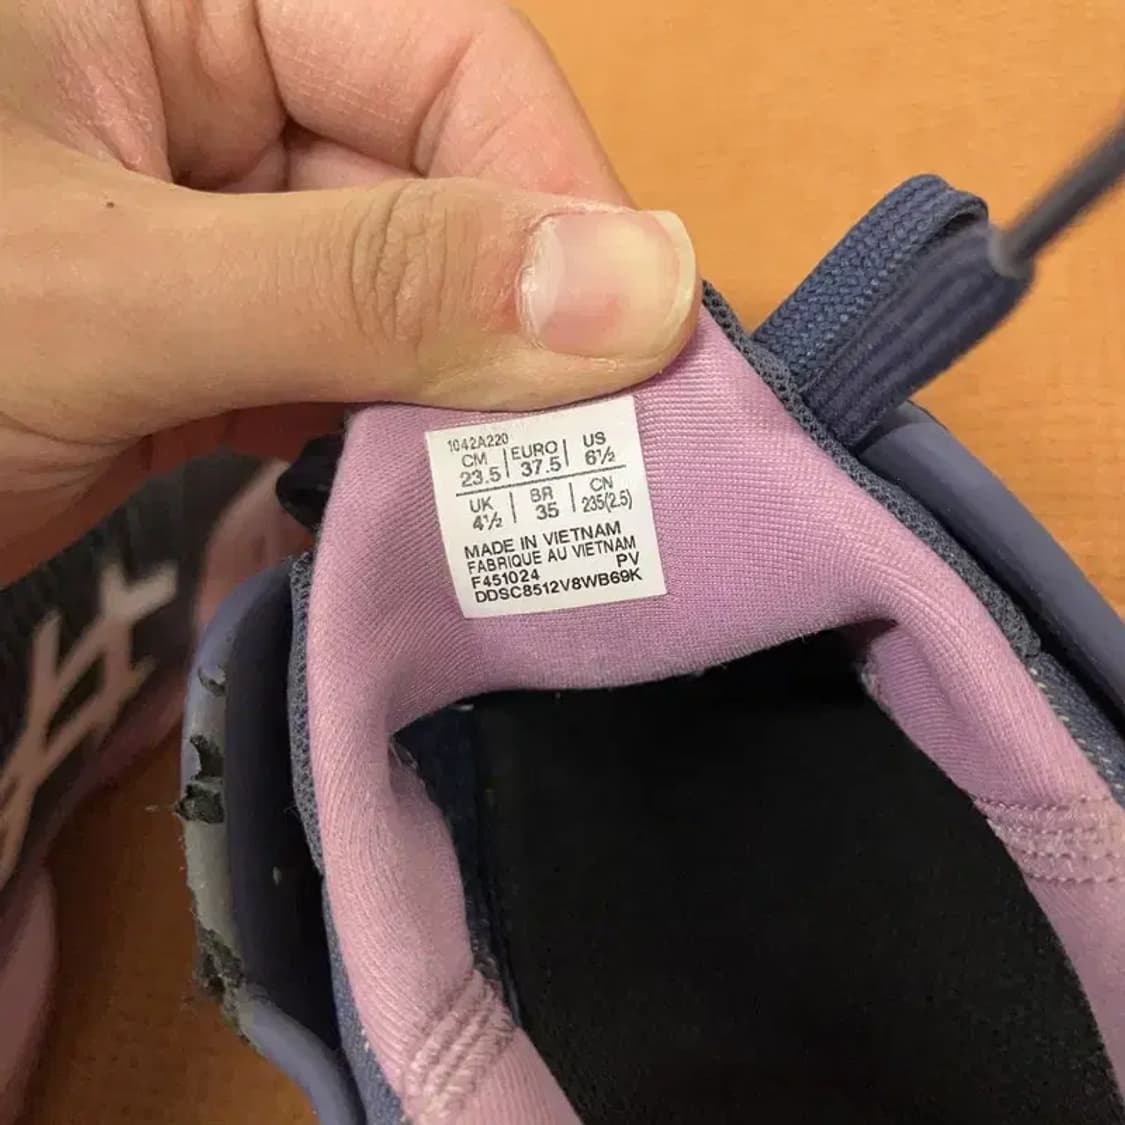 1042A220
CM EURO US
23.5 37.5 6½
UK BR CN
4½ 35 235(2.5)
MADE IN VIETNAM
FABRIQUE AU VIETNAM
F451024 PV
DDSC8512V8WB69K